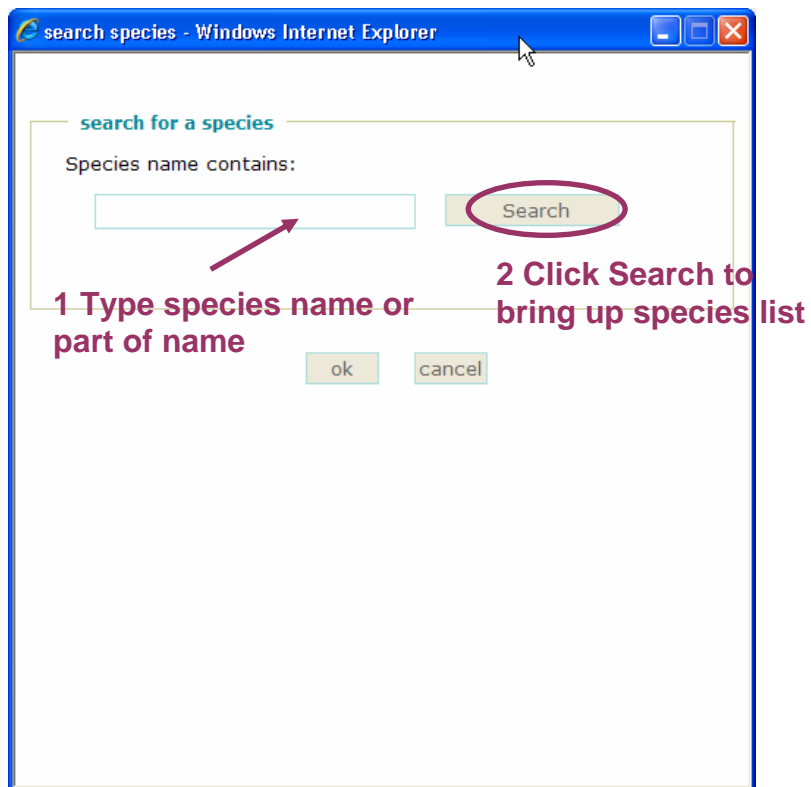 search species - Windows Internet Explorer
search for a species
Species name contains:
Search
1 Type species name or
part of name
2 Click Search to
bring up species list
ok
cancel